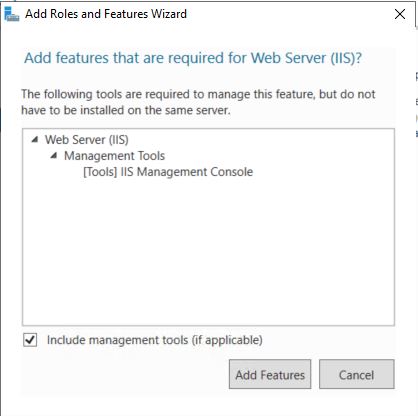 Add Roles and Features Wizard
Add features that are required for Web Server (IIS)?
The following tools are required to manage this feature, but do not
have to be installed on the same server.
Web Server (IIS)
Management Tools
[Tools] IIS Management Console
Include management tools (if applicable)
Add Features
Cancel